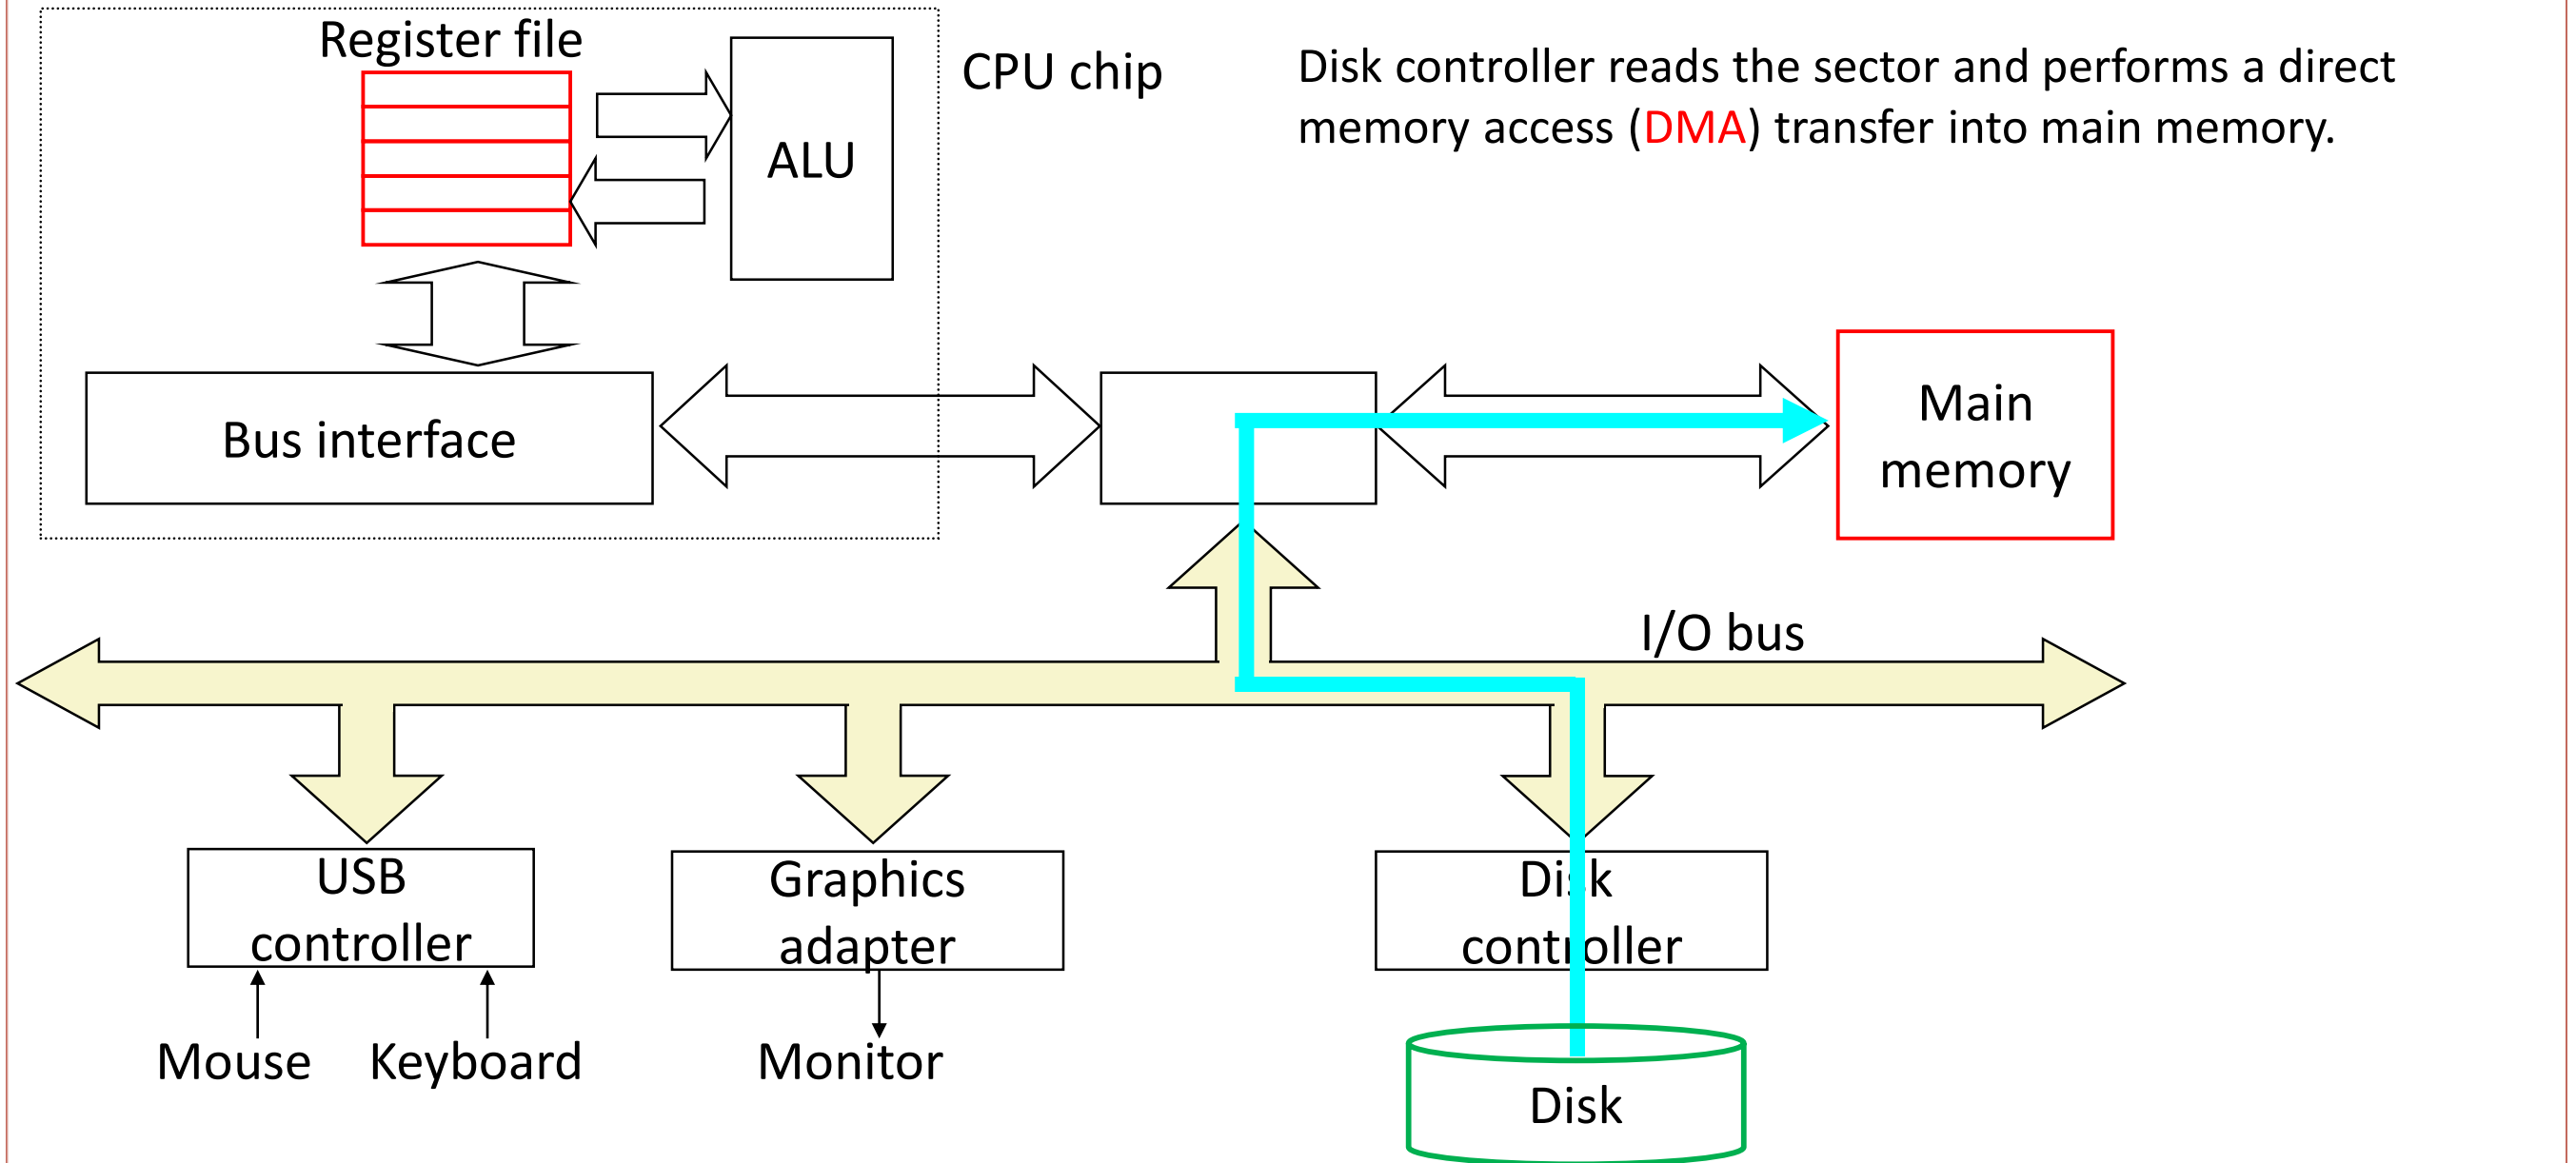 Register file
ALU
CPU chip
Disk controller reads the sector and performs a direct
memory access (DMA) transfer into main memory.
Bus interface
Main
memory
I/O bus
USB
controller
Graphics
adapter
Disk
controller
Mouse
Keyboard
Monitor
Disk